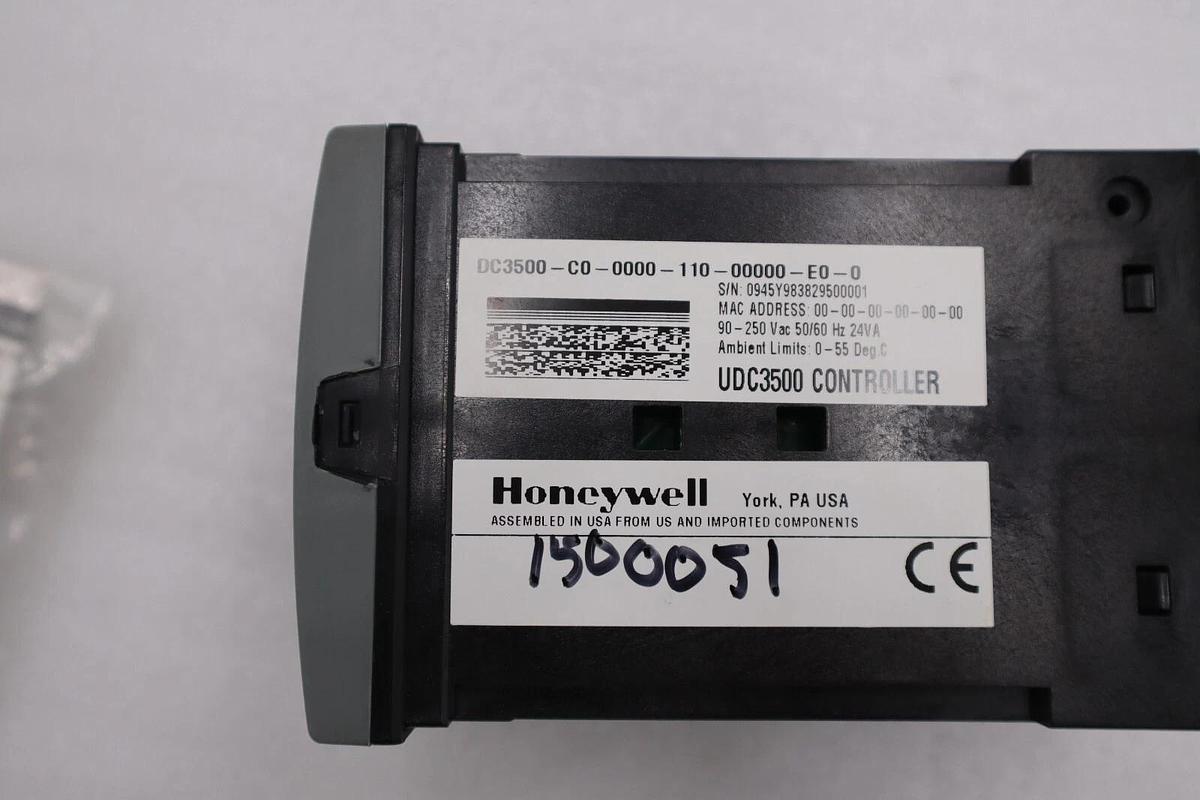 DC3500-C0-0000-110-00000-E0-0
S/N: 0945Y983829500001
MAC ADDRESS: 00-00-00-00-00-00
90-250 Vac 50/60 Hz 24VA
Ambient Limits: 0-55 Deg.C
UDC3500 CONTROLLER
Honeywell York, PA USA
ASSEMBLED IN USA FROM US AND IMPORTED COMPONENTS
1500051
CE